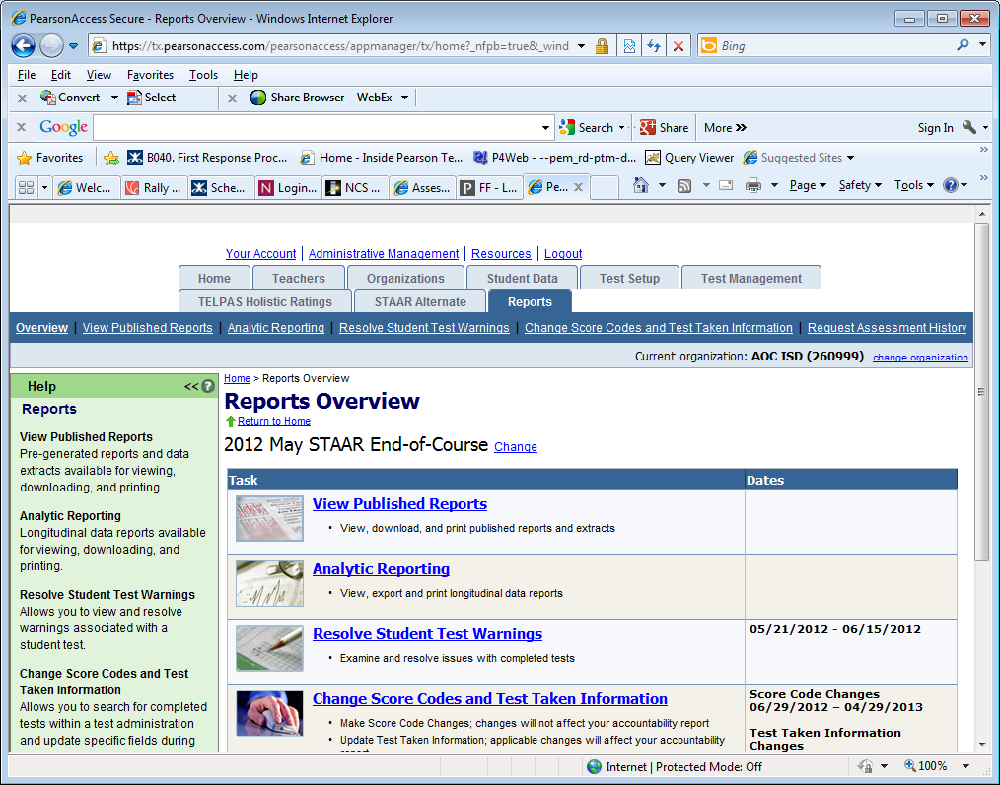 PearsonAccess Secure - Reports Overview - Windows Internet Explorer
https://tx.pearsonaccess.com/pearsonaccess/appmanager/tx/home?_nfpb=true&_wind
Bing
File Edit View Favorites Tools Help
x Convert Select x Share Browser WebEx
x Google Search Share More » Sign In
Favorites B040. First Response Proc... Home - Inside Pearson Te... P4Web - --pem_rd-ptm-d... Query Viewer Suggested Sites »
Welc... Rally ... Sche... Login... NCS ... Asses... FF - L... Pe... x Page Safety Tools »
Your Account | Administrative Management | Resources | Logout
Home Teachers Organizations Student Data Test Setup Test Management
TELPAS Holistic Ratings STAAR Alternate Reports
Overview | View Published Reports | Analytic Reporting | Resolve Student Test Warnings | Change Score Codes and Test Taken Information | Request Assessment History
Current organization: AOC ISD (260999) change organization
Help << ?
Reports
View Published Reports
Pre-generated reports and data
extracts available for viewing,
downloading, and printing.
Analytic Reporting
Longitudinal data reports available
for viewing, downloading, and
printing.
Resolve Student Test Warnings
Allows you to view and resolve
warnings associated with a
student test.
Change Score Codes and Test
Taken Information
Allows you to search for completed
tests within a test administration
and update specific fields during
Home > Reports Overview
Reports Overview
Return to Home
2012 May STAAR End-of-Course Change
Task Dates
View Published Reports
• View, download, and print published reports and extracts
Analytic Reporting
• View, export and print longitudinal data reports
Resolve Student Test Warnings
• Examine and resolve issues with completed tests
05/21/2012 - 06/15/2012
Change Score Codes and Test Taken Information
• Make Score Code Changes; changes will not affect your accountability report
• Update Test Taken Information; applicable changes will affect your accountability
report
Score Code Changes
06/29/2012 – 04/29/2013
Test Taken Information
Changes
Internet | Protected Mode: Off 100%